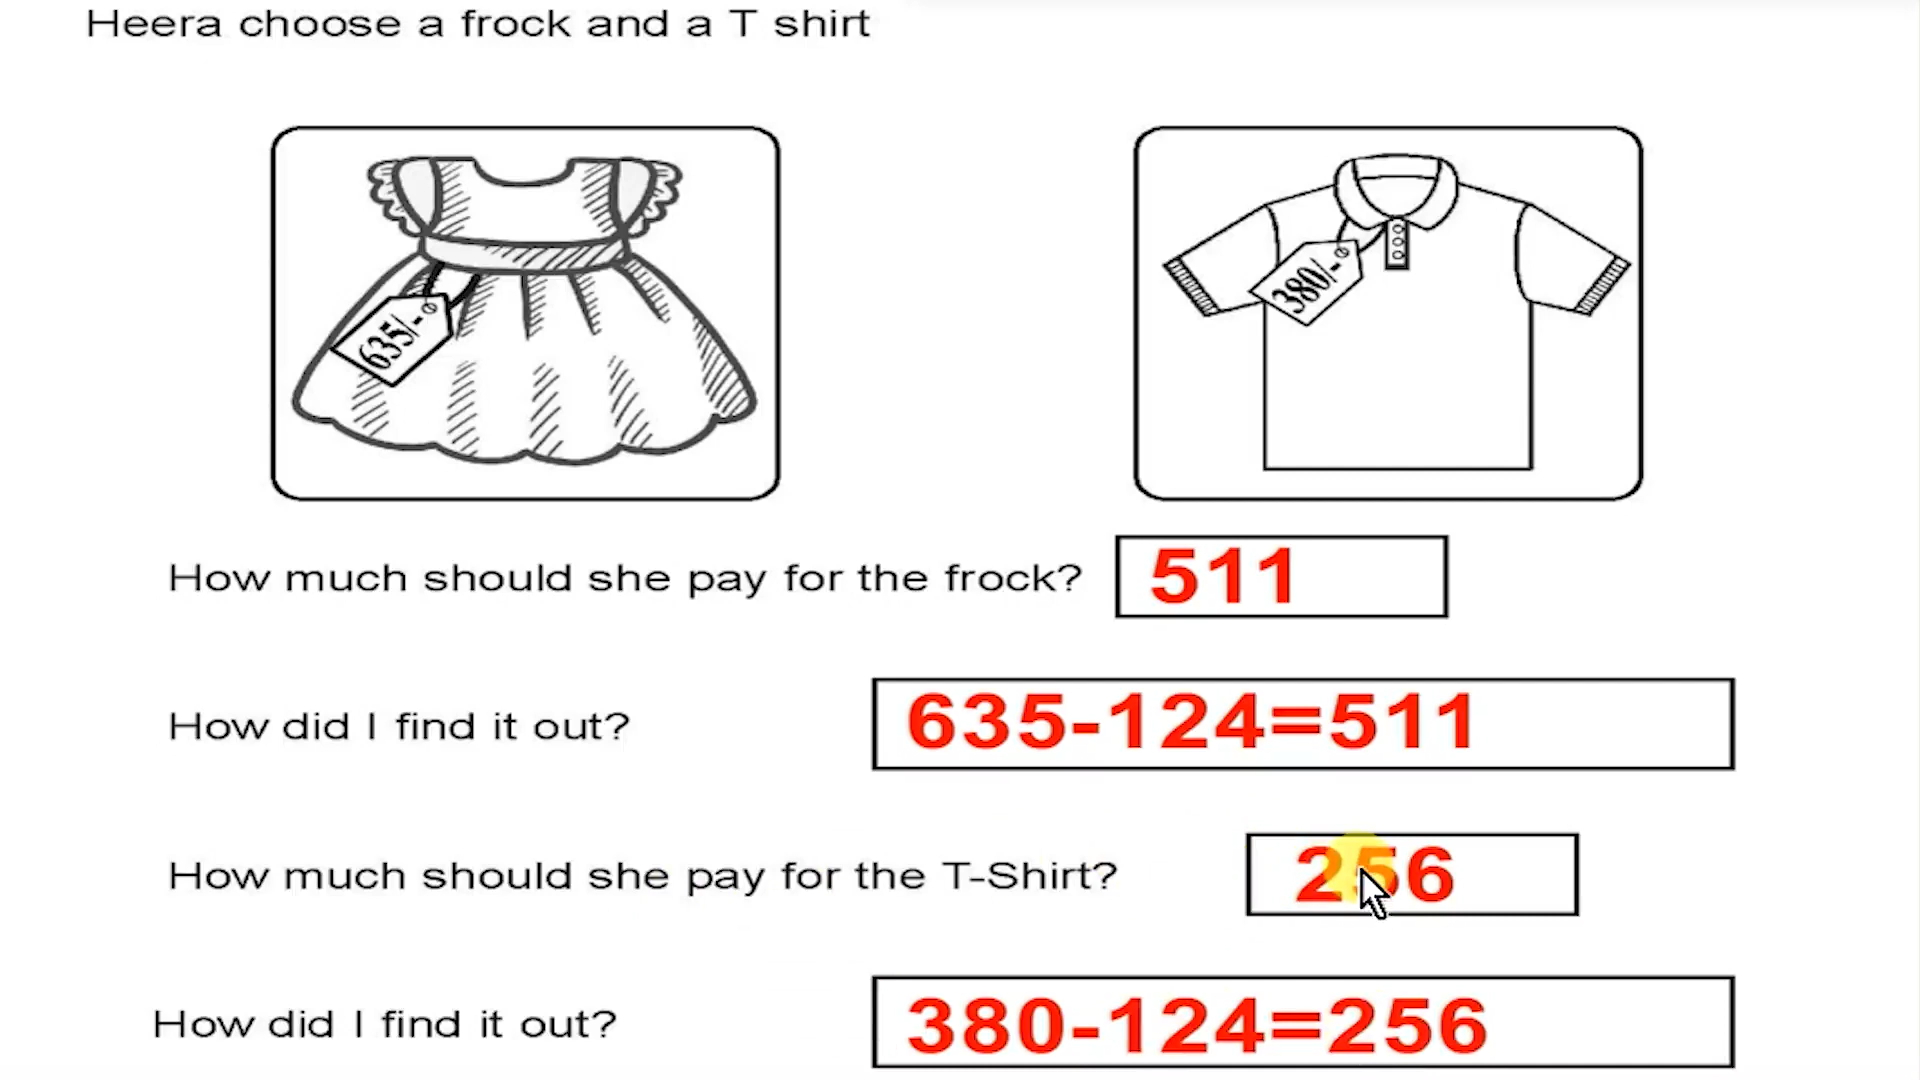 Heera choose a frock and a T shirt
635/-
380/-
How much should she pay for the frock? 511
How did I find it out? 635-124=511
How much should she pay for the T-Shirt? 256
How did I find it out? 380-124=256